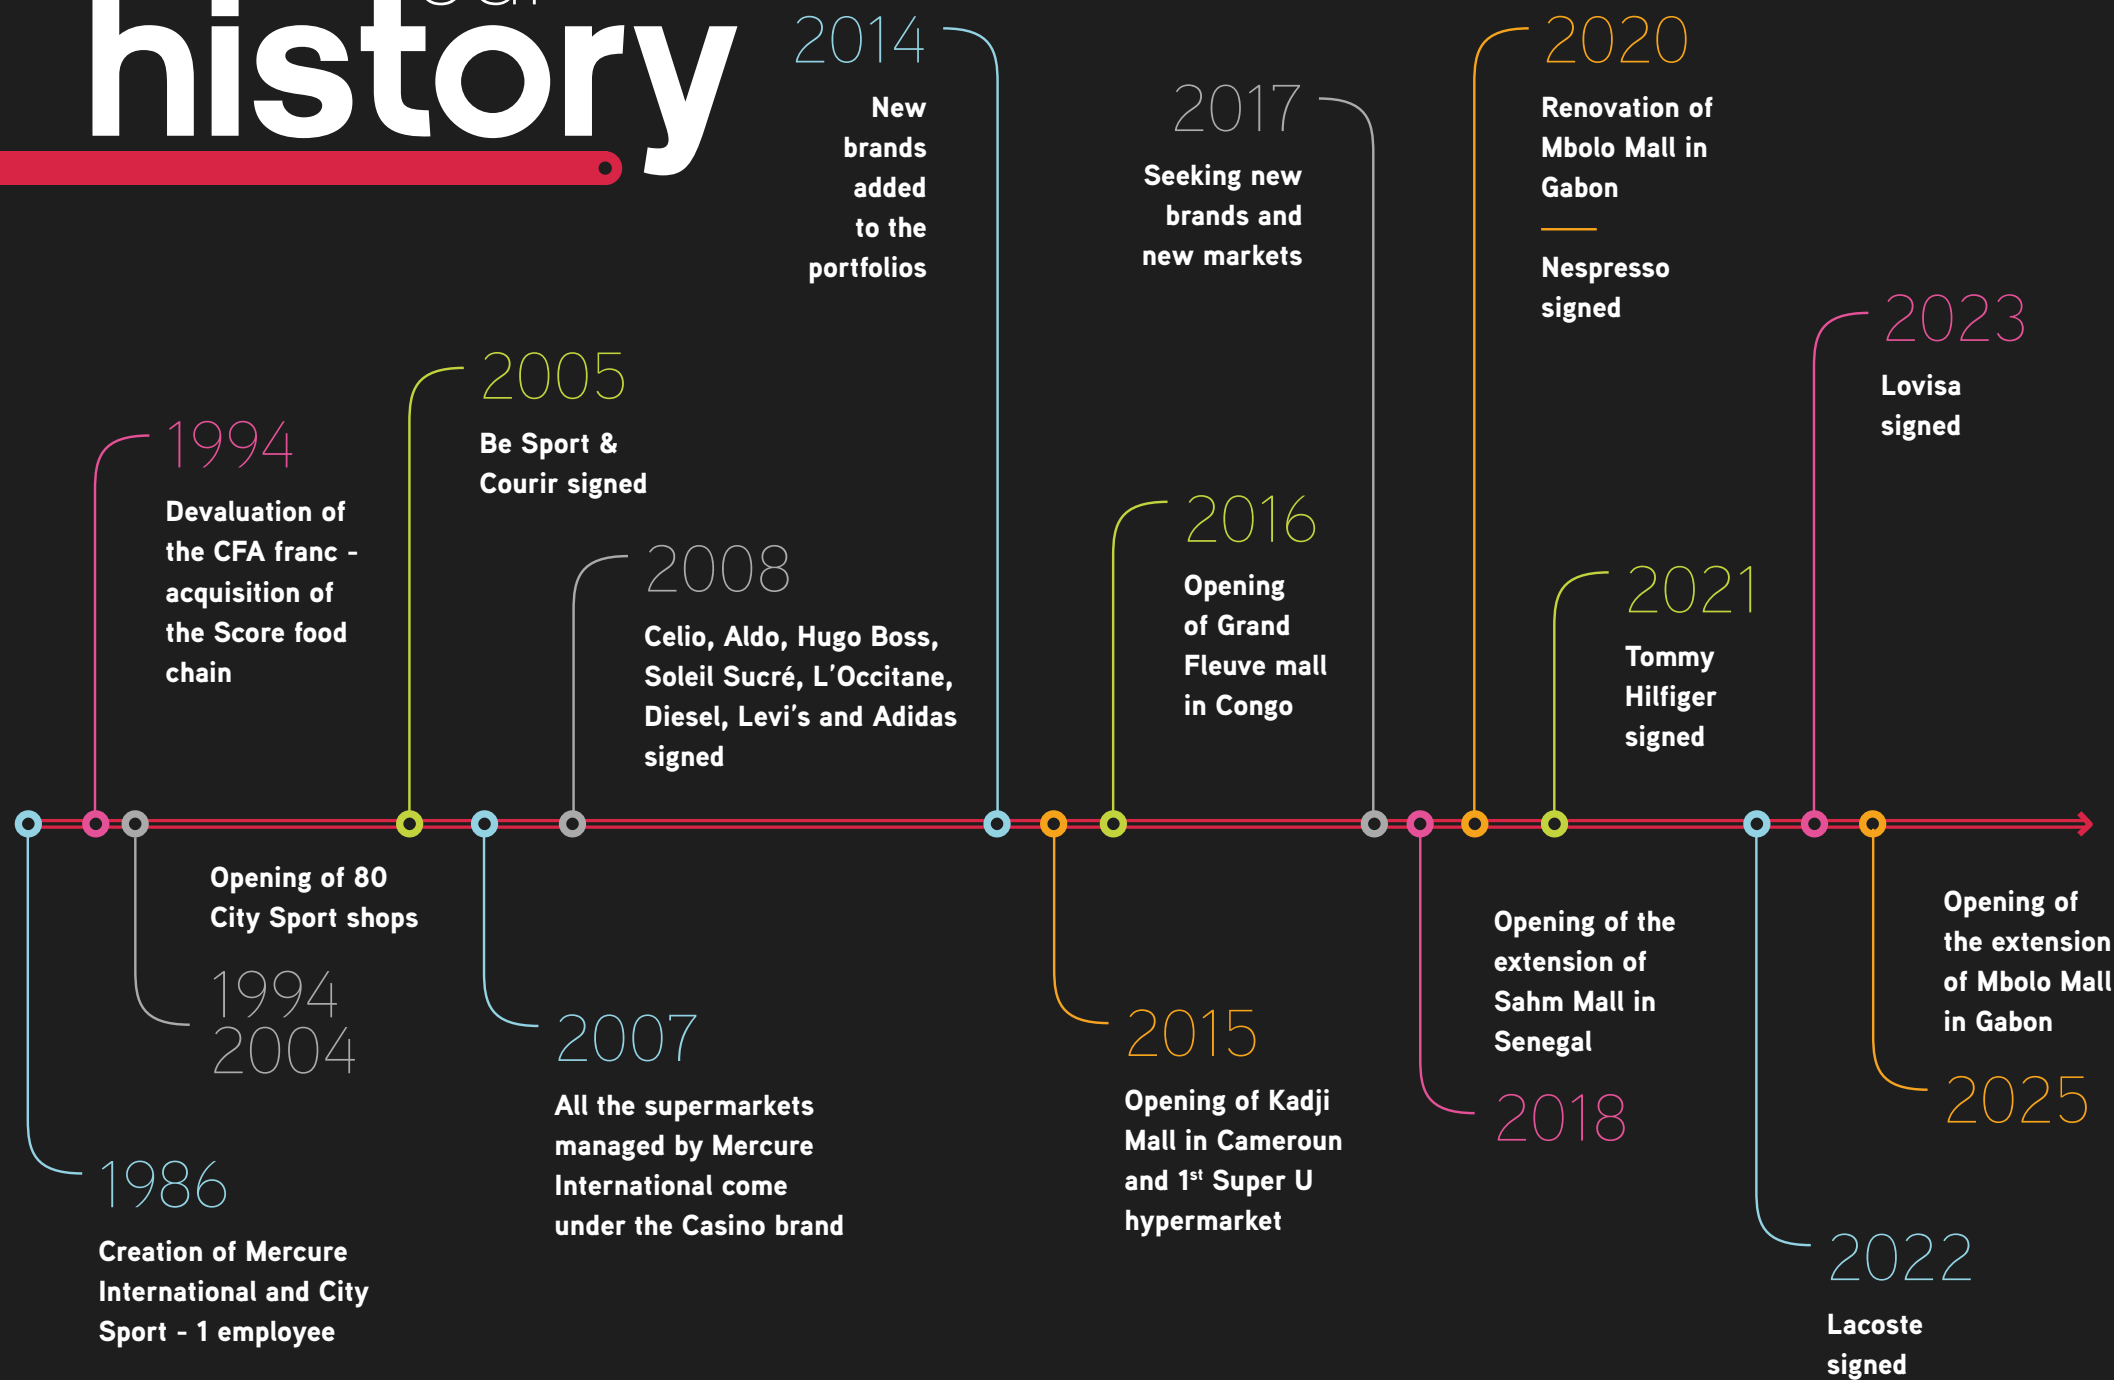 history
2014
New
brands
added
to the
portfolios
2017
Seeking new
brands and
new markets
2020
Renovation of
Mbolo Mall in
Gabon
Nespresso
signed
2023
Lovisa
signed
1994
Devaluation of
the CFA franc -
acquisition of
the Score food
chain
2005
Be Sport &
Courir signed
2008
Celio, Aldo, Hugo Boss,
Soleil Sucré, L'Occitane,
Diesel, Levi's and Adidas
signed
2016
Opening
of Grand
Fleuve mall
in Congo
2021
Tommy
Hilfiger
signed
Opening of 80
City Sport shops
1994
2004
1986
Creation of Mercure
International and City
Sport - 1 employee
2007
All the supermarkets
managed by Mercure
International come
under the Casino brand
2015
Opening of Kadji
Mall in Cameroun
and 1st Super U
hypermarket
Opening of the
extension of
Sahm Mall in
Senegal
2018
2022
Lacoste
signed
Opening of
the extension
of Mbolo Mall
in Gabon
2025